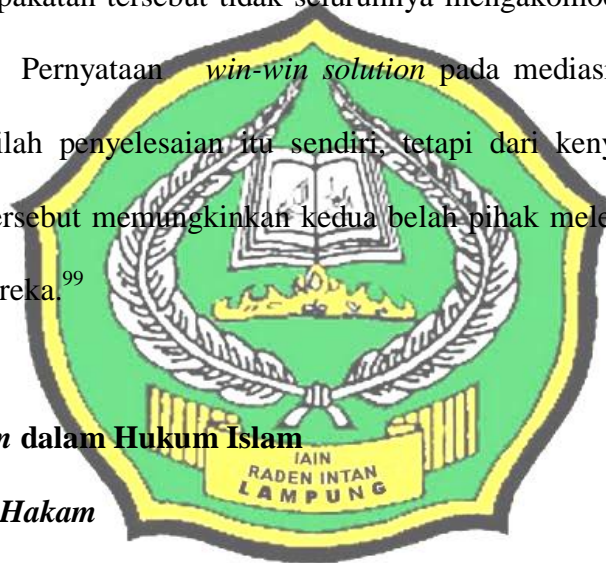 pakatan tersebut tidak seluruhnya mengakomod
Pernyataan win-win solution pada mediasi
ilah penyelesaian itu sendiri, tetapi dari keny
ersebut memungkinkan kedua belah pihak mele
reka.99
n dalam Hukum Islam
IAIN
RADEN INTAN
LAMPUNG
Hakam